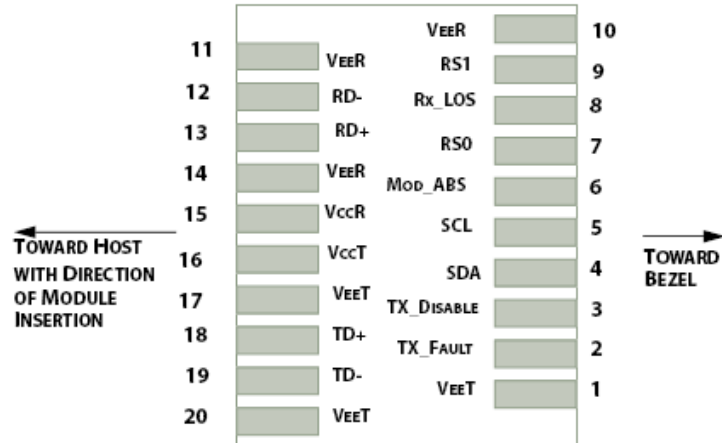 VEER 10
11 VEER
RS1 9
12 RD-
Rx_LOS 8
13 RD+
RS0 7
14 VEER
MOD_ABS 6
15 VCCR
SCL 5
TOWARD HOST
WITH DIRECTION
OF MODULE
INSERTION
16 VCCT
SDA 4
TOWARD
BEZEL
17 VEET
TX_DISABLE 3
18 TD+
TX_FAULT 2
19 TD-
VEET 1
20 VEET